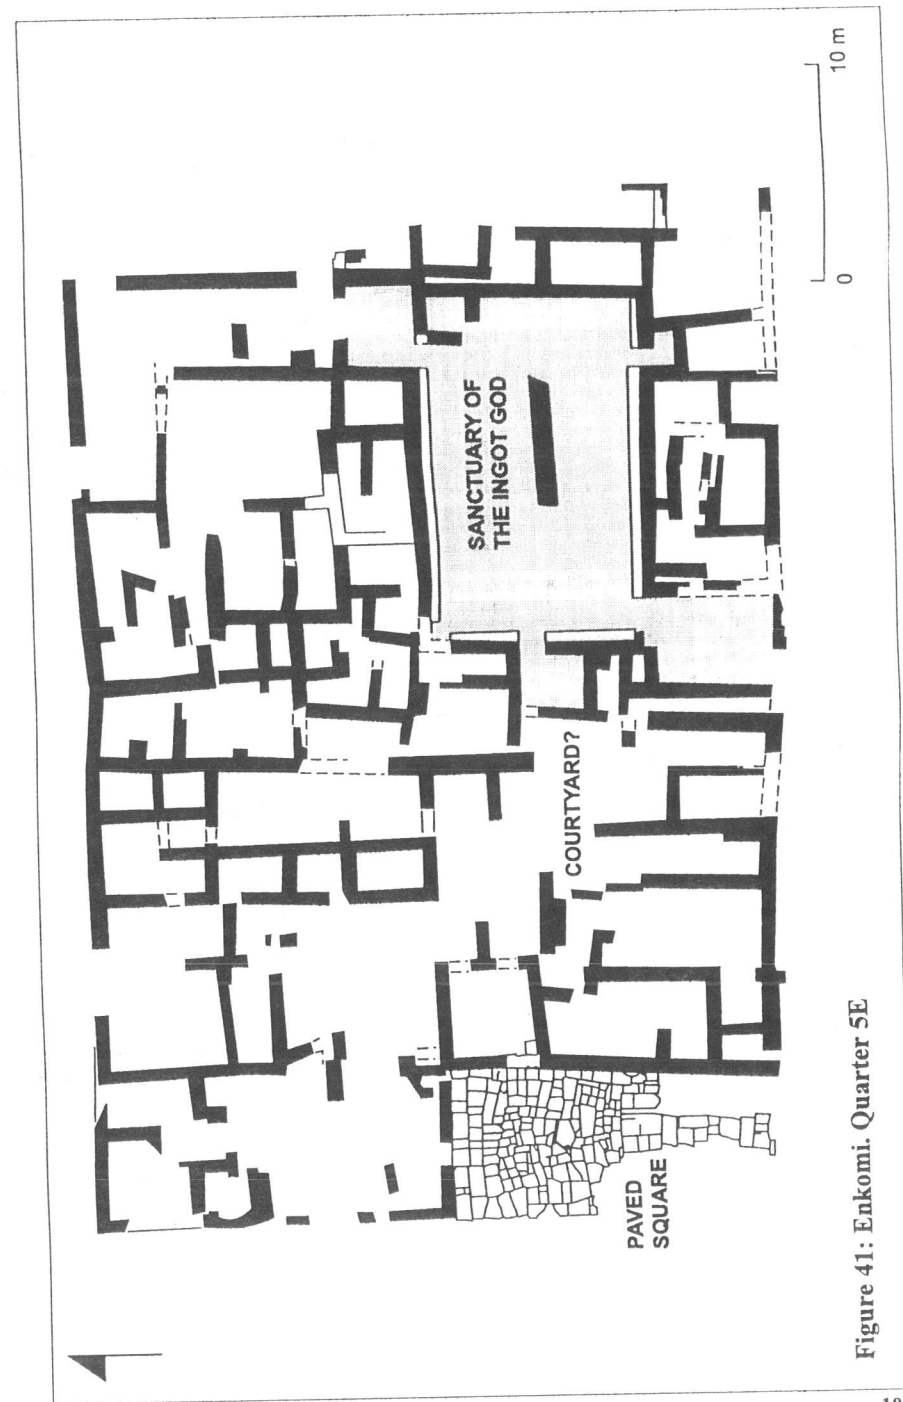 SANCTUARY OF
THE INGOT GOD
COURTYARD?
PAVED
SQUARE
0
10 m
Figure 41: Enkomi. Quarter 5E